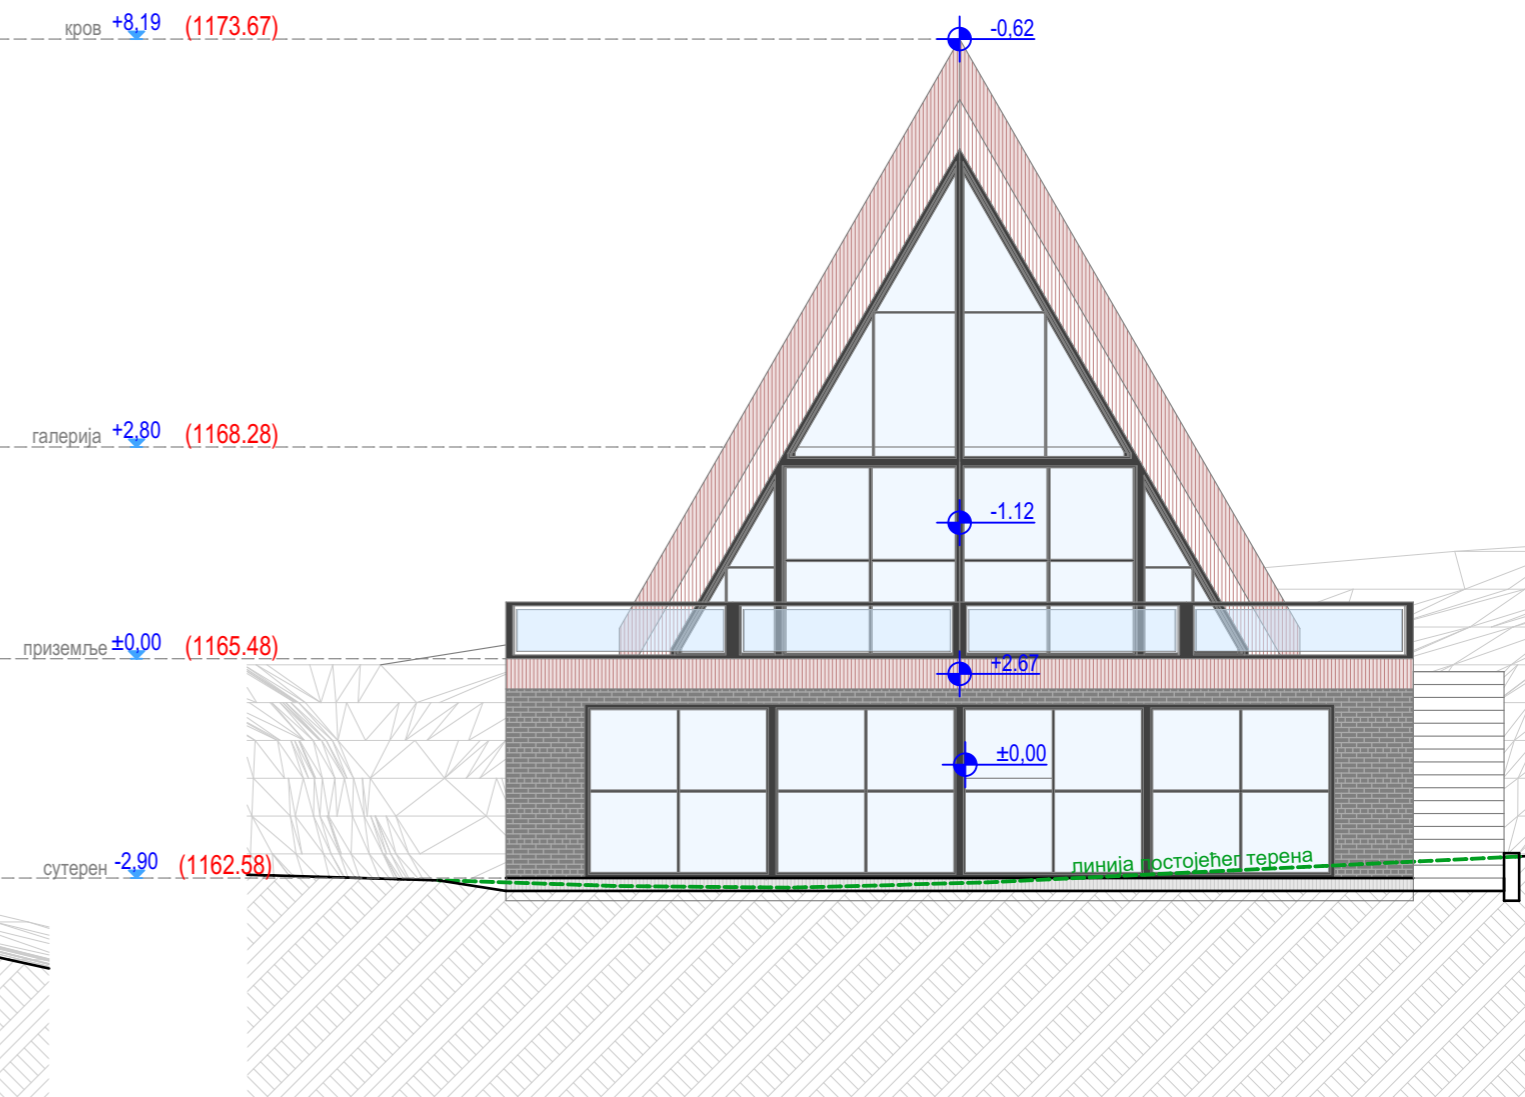 кров +8,19 (1173.67)
-0,62
галерија +2,80 (1168.28)
-1.12
приземље ±0,00 (1165.48)
+2.67
±0,00
линија постојећег терена
сутерен -2,90 (1162.58)